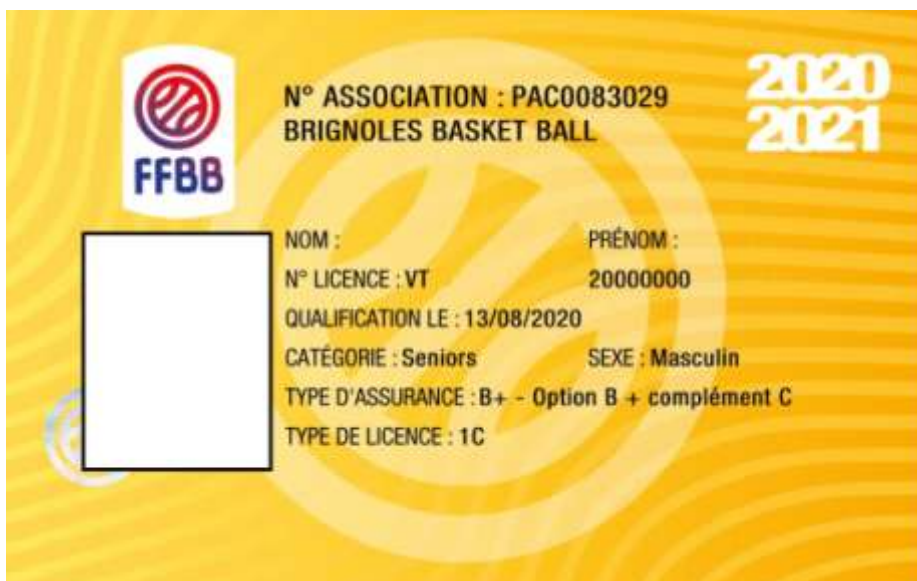 FFBB
N° ASSOCIATION : PAC0083029
BRIGNOLES BASKET BALL
2020
2021
NOM : PRÉNOM :
N° LICENCE : VT 20000000
QUALIFICATION LE : 13/08/2020
CATÉGORIE : Seniors SEXE : Masculin
TYPE D'ASSURANCE : B+ - Option B + complément C
TYPE DE LICENCE : 1C